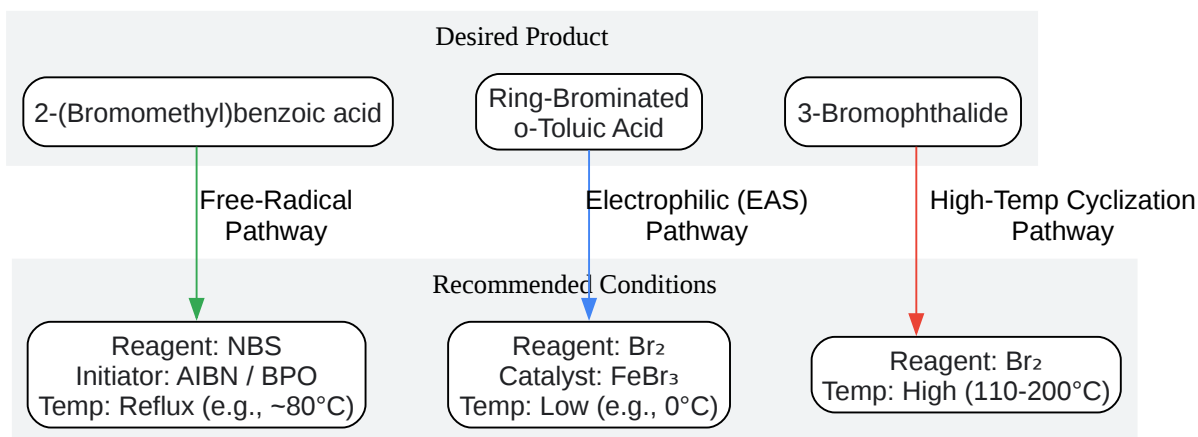 Desired Product
2-(Bromomethyl)benzoic acid
Ring-Brominated
o-Toluic Acid
3-Bromophthalide
Free-Radical
Pathway
Electrophilic (EAS)
Pathway
High-Temp Cyclization
Pathway
Recommended Conditions
Reagent: NBS
Initiator: AIBN / BPO
Temp: Reflux (e.g., ~80°C)
Reagent: Br₂
Catalyst: FeBr₃
Temp: Low (e.g., 0°C)
Reagent: Br₂
Temp: High (110-200°C)